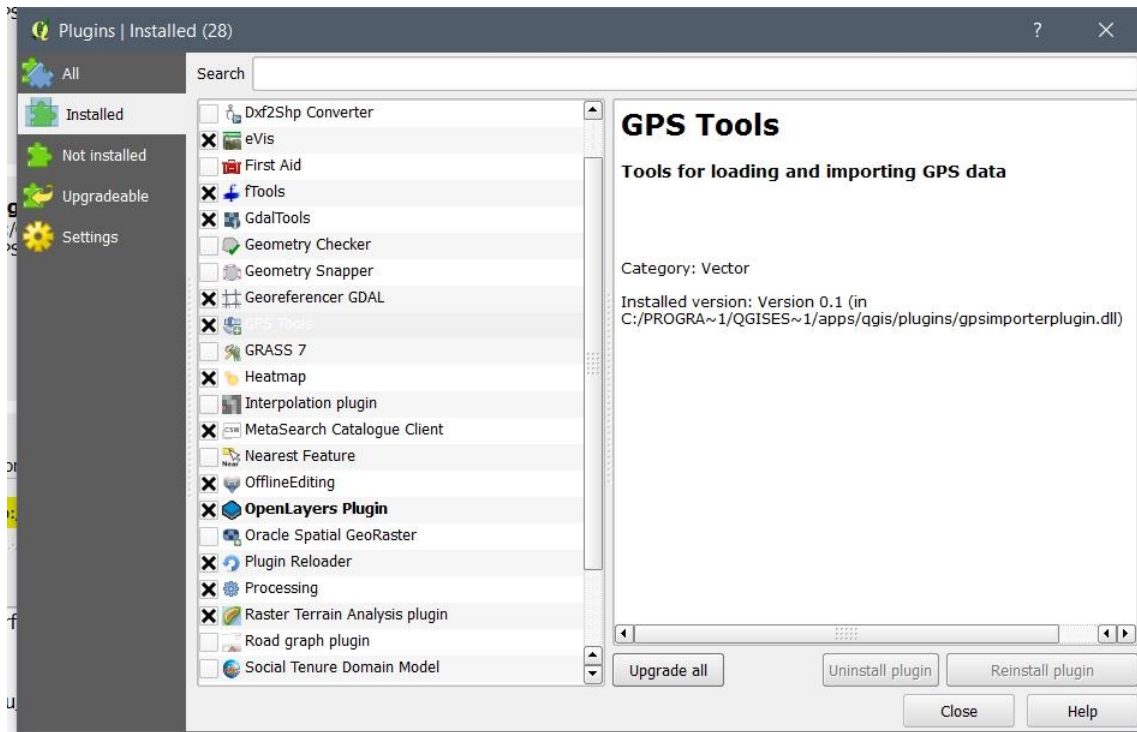 Plugins | Installed (28)
?
All
Installed
Not installed
Upgradeable
Settings
Search
Dxf2Shp Converter
eVis
First Aid
fTools
GdalTools
Geometry Checker
Geometry Snapper
Georeferencer GDAL
GPS Tools
GRASS 7
Heatmap
Interpolation plugin
CSW MetaSearch Catalogue Client
Near Nearest Feature
OfflineEditing
OpenLayers Plugin
Oracle Spatial GeoRaster
Plugin Reloader
Processing
Raster Terrain Analysis plugin
Road graph plugin
Social Tenure Domain Model
GPS Tools
Tools for loading and importing GPS data
Category: Vector
Installed version: Version 0.1 (in
C:/PROGRA~1/QGISES~1/apps/qgis/plugins/gpsimporterplugin.dll)
Upgrade all
Uninstall plugin
Reinstall plugin
Close
Help